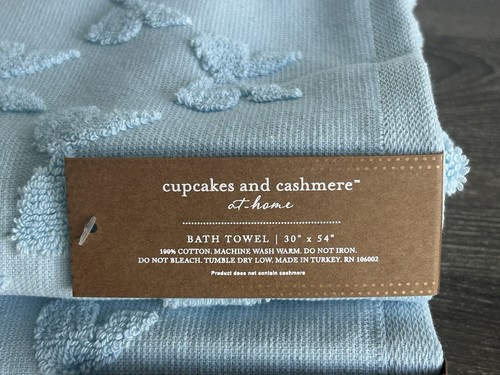 cupcakes and cashmere™
at-home
BATH TOWEL | 30" x 54"
100% COTTON. MACHINE WASH WARM. DO NOT IRON.
DO NOT BLEACH. TUMBLE DRY LOW. MADE IN TURKEY. RN 106002
Product does not contain cashmere